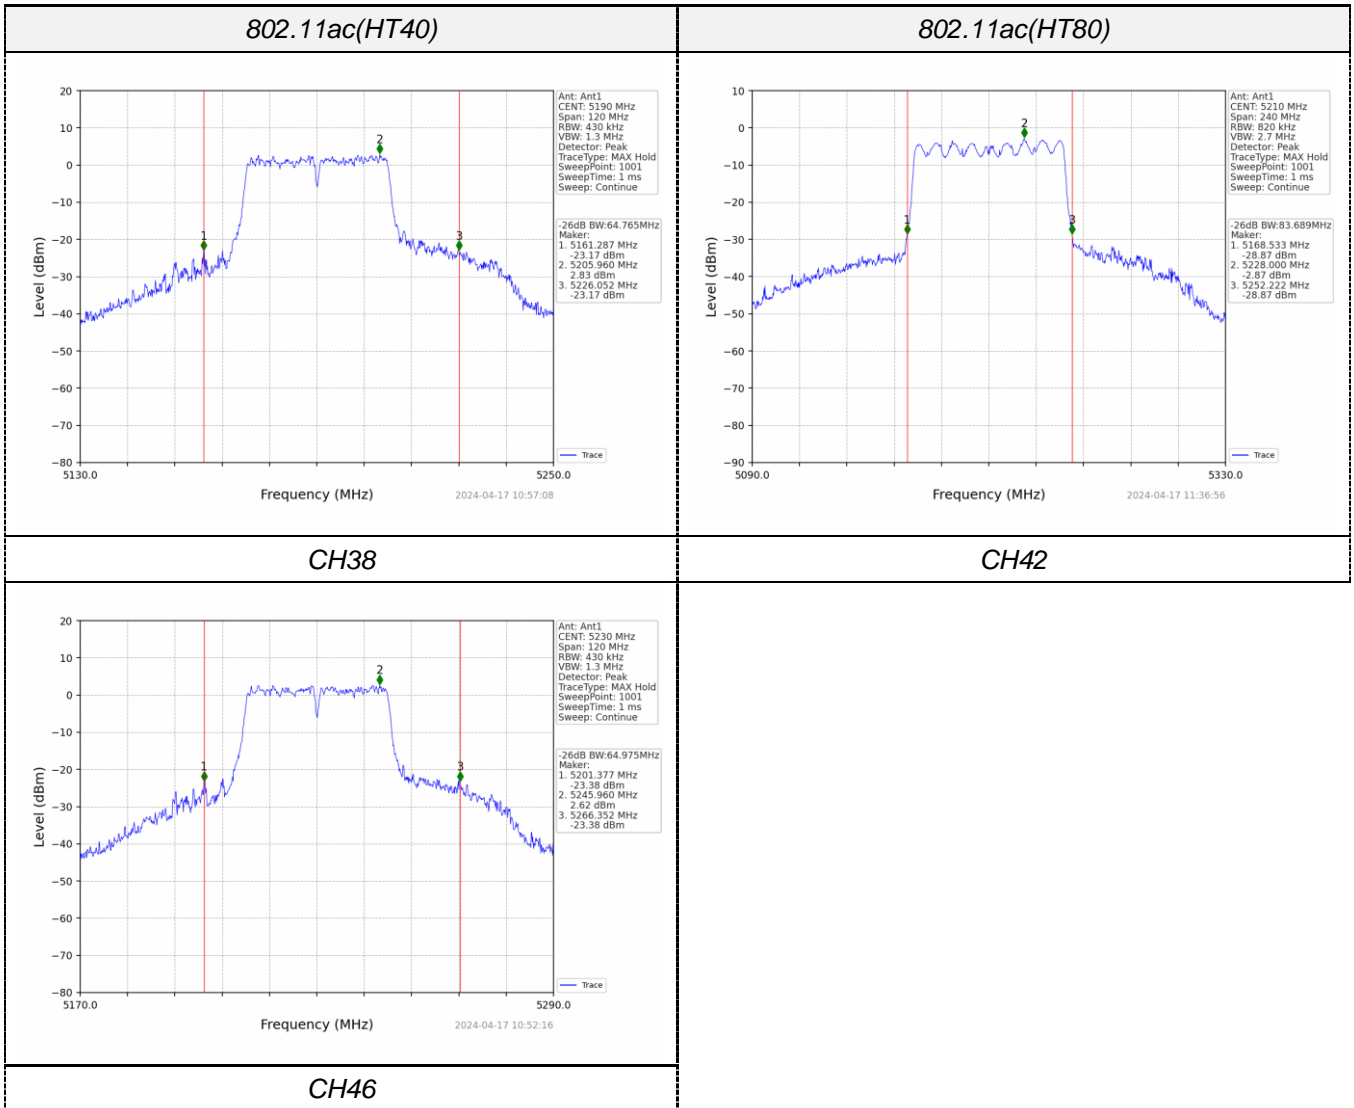 802.11ac(HT40)
802.11ac(HT80)
20
10
0
−10
−20
−30
−40
−50
−60
−70
−80
Level (dBm)
5130.0
5250.0
Frequency (MHz)
2024-04-17 10:57:08
1
2
3
Ant: Ant1
CENT: 5190 MHz
Span: 120 MHz
RBW: 430 kHz
VBW: 1.3 MHz
Detector: Peak
TraceType: MAX Hold
SweepPoint: 1001
SweepTime: 1 ms
Sweep: Continue
-26dB BW:64.765MHz
Maker:
1. 5161.287 MHz
-23.17 dBm
2. 5205.960 MHz
2.83 dBm
3. 5226.052 MHz
-23.17 dBm
Trace
10
0
−10
−20
−30
−40
−50
−60
−70
−80
−90
Level (dBm)
5090.0
5330.0
Frequency (MHz)
2024-04-17 11:36:56
1
2
3
Ant: Ant1
CENT: 5210 MHz
Span: 240 MHz
RBW: 820 kHz
VBW: 2.7 MHz
Detector: Peak
TraceType: MAX Hold
SweepPoint: 1001
SweepTime: 1 ms
Sweep: Continue
-26dB BW:83.689MHz
Maker:
1. 5168.533 MHz
-28.87 dBm
2. 5228.000 MHz
-2.87 dBm
3. 5252.222 MHz
-28.87 dBm
Trace
CH38
CH42
20
10
0
−10
−20
−30
−40
−50
−60
−70
−80
Level (dBm)
5170.0
5290.0
Frequency (MHz)
2024-04-17 10:52:16
1
2
3
Ant: Ant1
CENT: 5230 MHz
Span: 120 MHz
RBW: 430 kHz
VBW: 1.3 MHz
Detector: Peak
TraceType: MAX Hold
SweepPoint: 1001
SweepTime: 1 ms
Sweep: Continue
-26dB BW:64.975MHz
Maker:
1. 5201.377 MHz
-23.38 dBm
2. 5245.960 MHz
2.62 dBm
3. 5266.352 MHz
-23.38 dBm
Trace
CH46